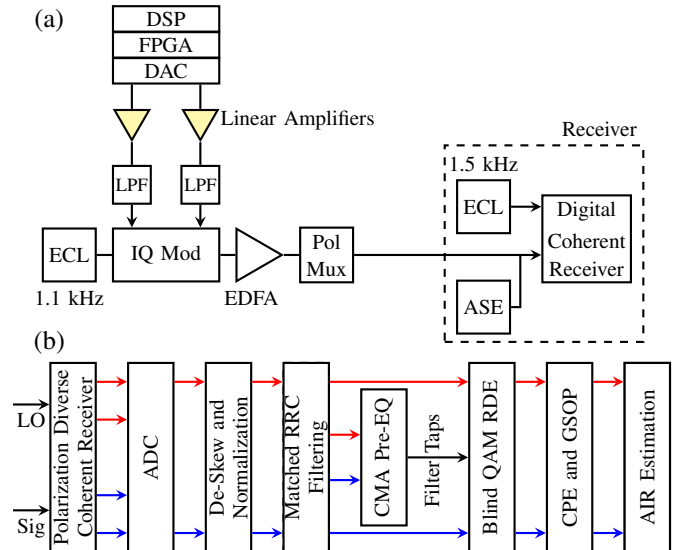 (a)
DSP
FPGA
DAC
Linear Amplifiers
LPF
LPF
ECL
1.1 kHz
IQ Mod
EDFA
Pol
Mux
Receiver
1.5 kHz
ECL
Digital
Coherent
Receiver
ASE
(b)
LO
Sig
Polarization Diverse
Coherent Receiver
ADC
De-Skew and
Normalization
Matched RRC
Filtering
CMA Pre-EQ
Filter Taps
Blind QAM RDE
CPE and GSOP
AIR Estimation